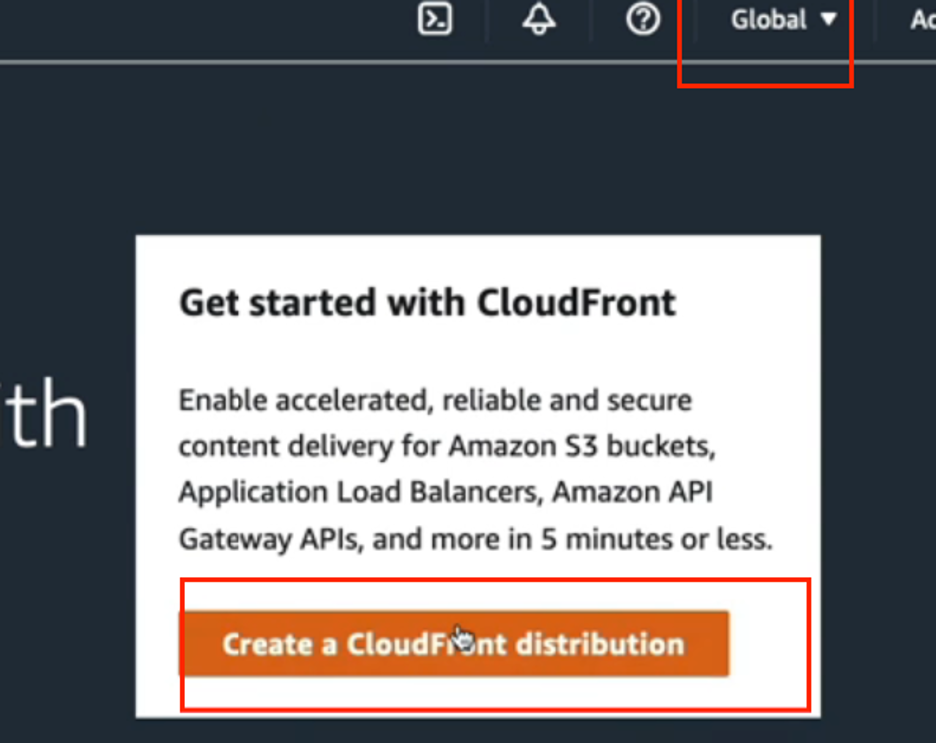 Global ▼
Get started with CloudFront
ith
Enable accelerated, reliable and secure
content delivery for Amazon S3 buckets,
Application Load Balancers, Amazon API
Gateway APIs, and more in 5 minutes or less.
Create a CloudFront distribution